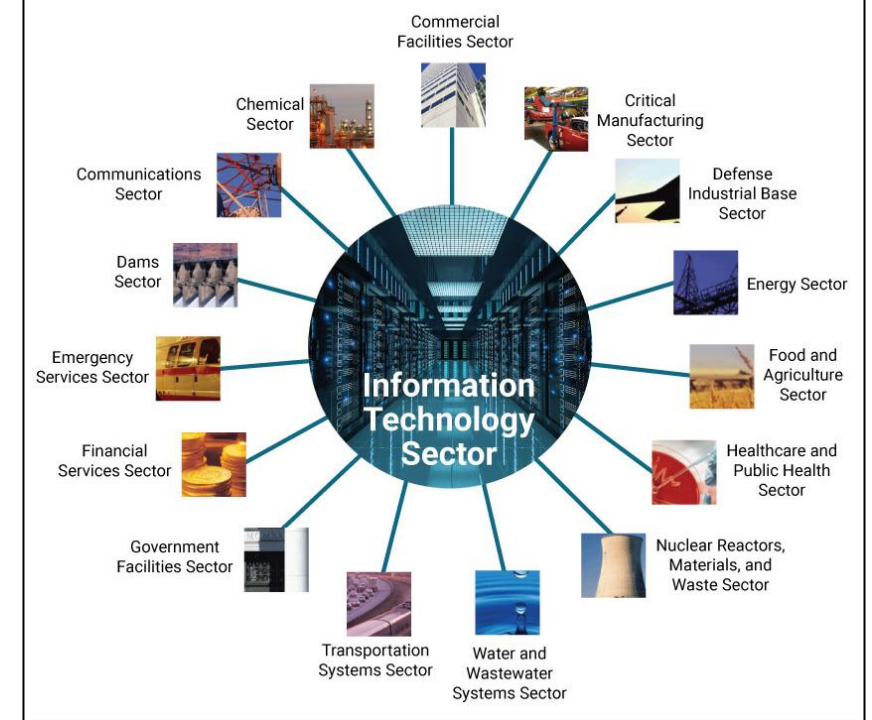 Commercial
Facilities Sector
Critical
Manufacturing
Sector
Defense
Industrial Base
Sector
Energy Sector
Food and
Agriculture
Sector
Healthcare and
Public Health
Sector
Nuclear Reactors,
Materials, and
Waste Sector
Water and
Wastewater
Systems Sector
Transportation
Systems Sector
Government
Facilities Sector
Financial
Services Sector
Emergency
Services Sector
Dams
Sector
Communications
Sector
Chemical
Sector
Information
Technology
Sector